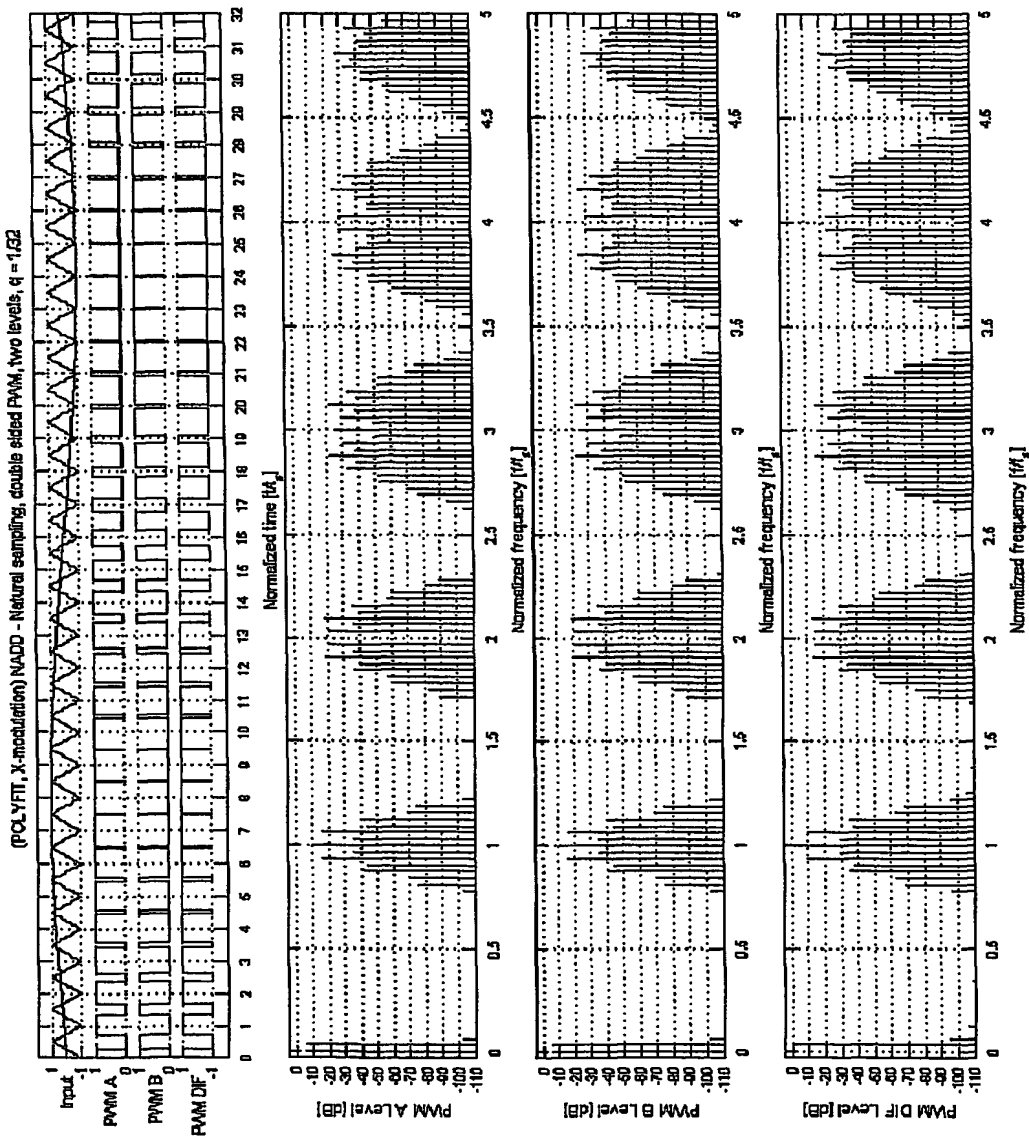 (POLYFIT, X-modulation) NADD - Natural sampling, double sided PWM, two levels, q = 1/32
Input
1
-1
PWM A
1
0
PWM B
1
0
PWM DIF
1
-1
0 1 2 3 4 5 6 7 8 9 10 11 12 13 14 15 16 17 18 19 20 21 22 23 24 25 26 27 28 29 30 31 32
Normalized time [t/t
PWM A Level [dB]
0
-10
-20
-30
-40
-50
-60
-70
-80
-90
-100
-110
0 0.5 1 1.5 2 2.5 3 3.5 4 4.5 5
Normalized frequency [f/f
PWM B Level [dB]
0
-10
-20
-30
-40
-50
-60
-70
-80
-90
-100
-110
0 0.5 1 1.5 2 2.5 3 3.5 4 4.5 5
Normalized frequency [f/f
PWM DIF Level [dB]
0
-10
-20
-30
-40
-50
-60
-70
-80
-90
-100
-110
0 0.5 1 1.5 2 2.5 3 3.5 4 4.5 5
Normalized frequency [f/f